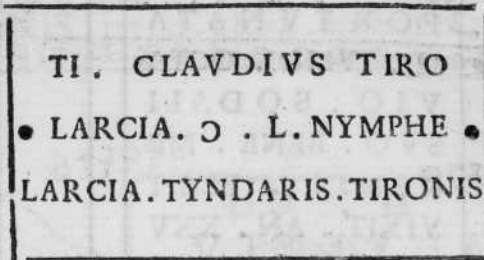 TI . CLAVDIVS TIRO
• LARCIA. Ɔ . L. NYMPHE •
LARCIA. TYNDARIS. TIRONIS